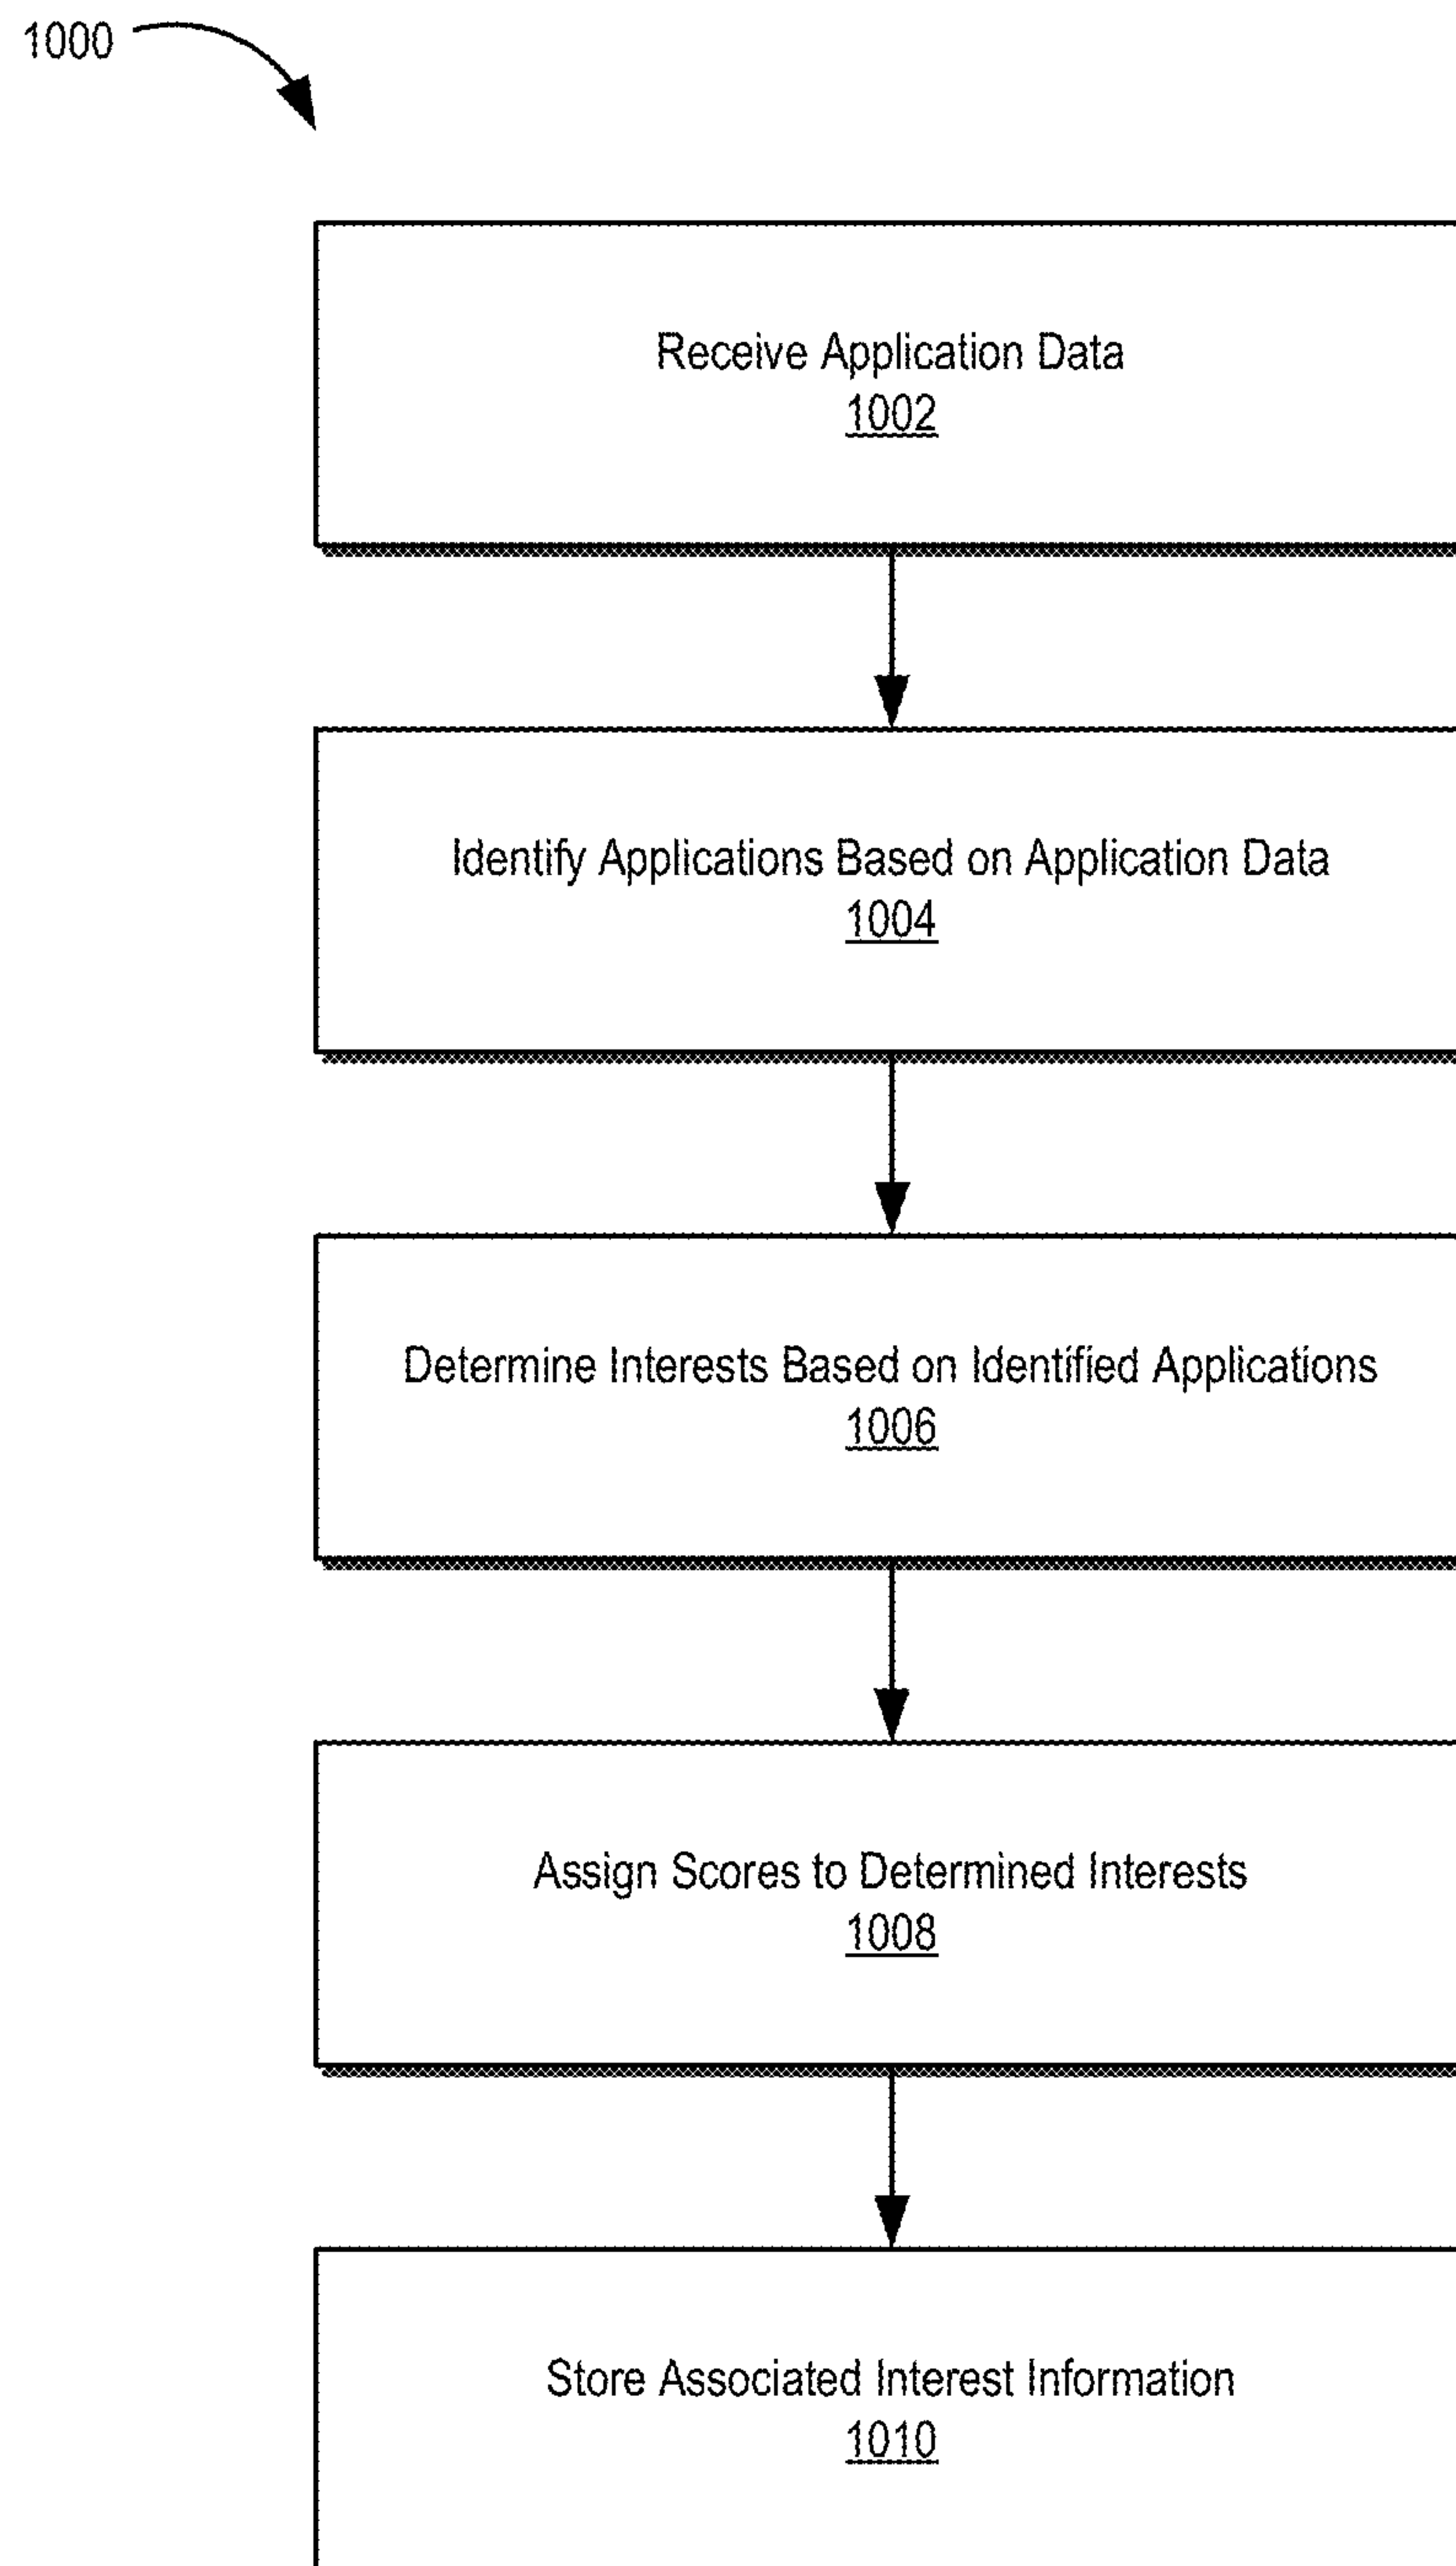 1000
Receive Application Data
1002
Identify Applications Based on Application Data
1004
Determine Interests Based on Identified Applications
1006
Assign Scores to Determined Interests
1008
Store Associated Interest Information
1010